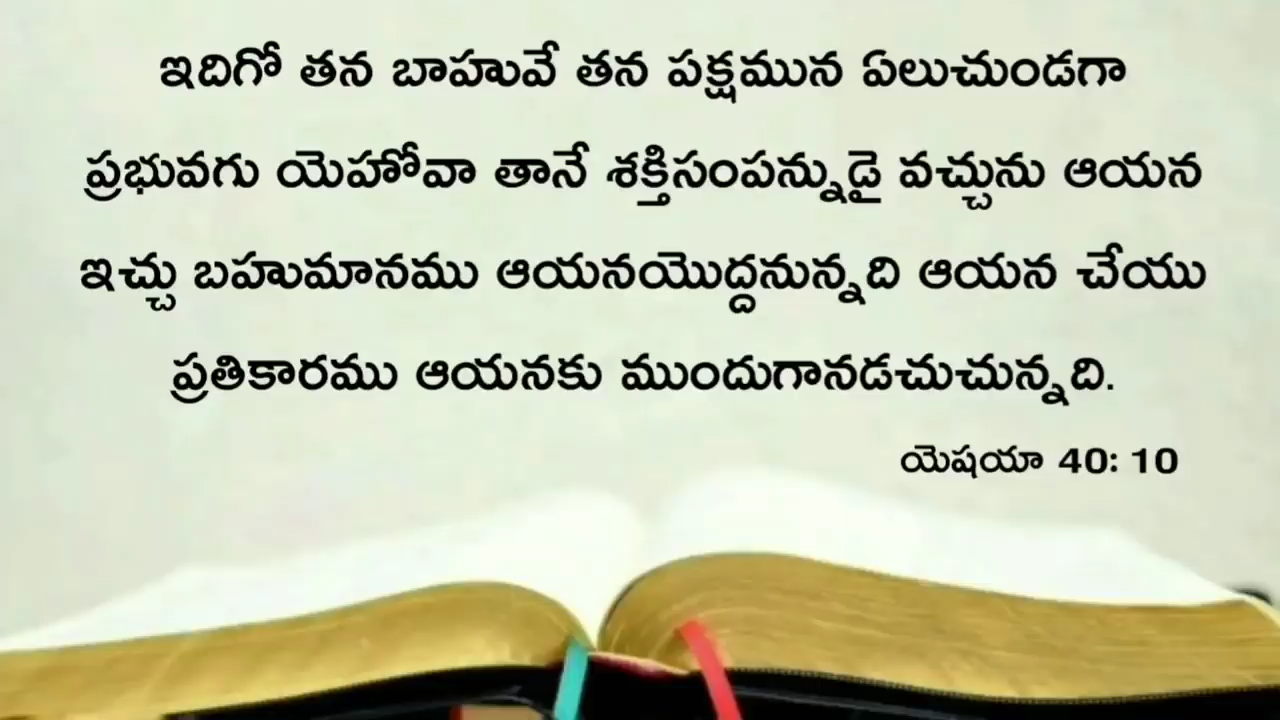 ఇదిగో తన బాహువే తన పక్షమున ఏలుచుండగా
ప్రభువగు యెహోవా తానే శక్తిసంపన్నుడై వచ్చును ఆయన
ఇచ్చు బహుమానము ఆయనయొద్దనున్నది ఆయన చేయు
ప్రతికారము ఆయనకు ముందుగానడచుచున్నది.
యెషయా 40: 10